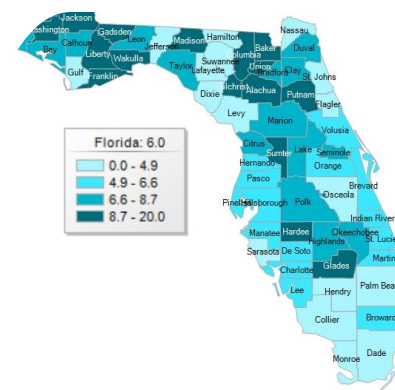 Jackson
Washington
Gadsden
Nassau
Calhoun
Leon
Madison
Hamilton
Baker
Duval
Bay
Liberty
Jefferson
Columbia
Wakulla
Suwannee
Union
Bradford
Clay
Taylor
Lafayette
St. Johns
Gulf
Franklin
Gilchrist
Alachua
Putnam
Dixie
Flagler
Levy
Marion
Volusia
Florida: 6.0
Citrus
Sumter
Lake
Seminole
0.0 - 4.9
Hernando
Orange
4.9 - 6.6
Pasco
Brevard
6.6 - 8.7
Osceola
8.7 - 20.0
Pinellas
Hillsborough
Polk
Indian River
Manatee
Hardee
Okeechobee
St. Lucie
Sarasota
De Soto
Highlands
Martin
Charlotte
Glades
Lee
Hendry
Palm Bea
Collier
Broward
Monroe
Dade